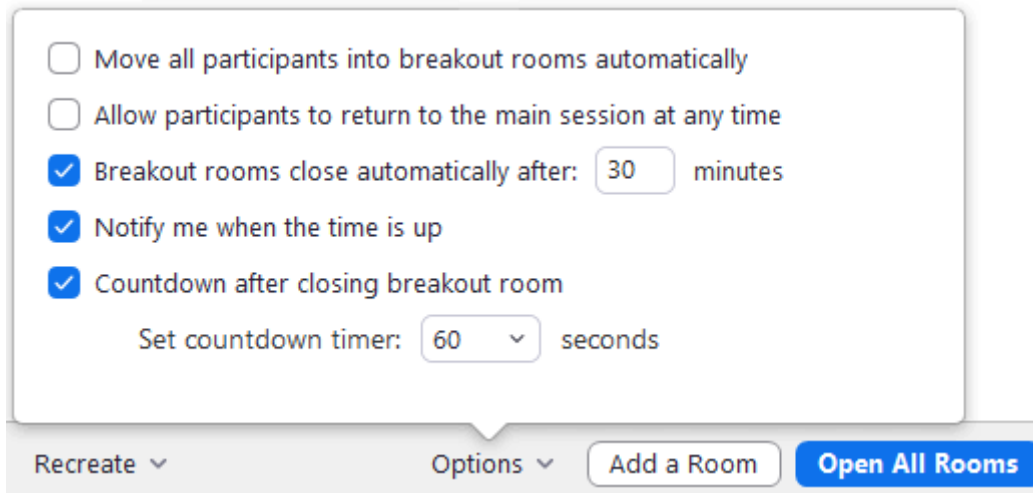 Move all participants into breakout rooms automatically
Allow participants to return to the main session at any time
Breakout rooms close automatically after: 30 minutes
Notify me when the time is up
Countdown after closing breakout room
Set countdown timer: 60 seconds
Recreate Options Add a Room Open All Rooms